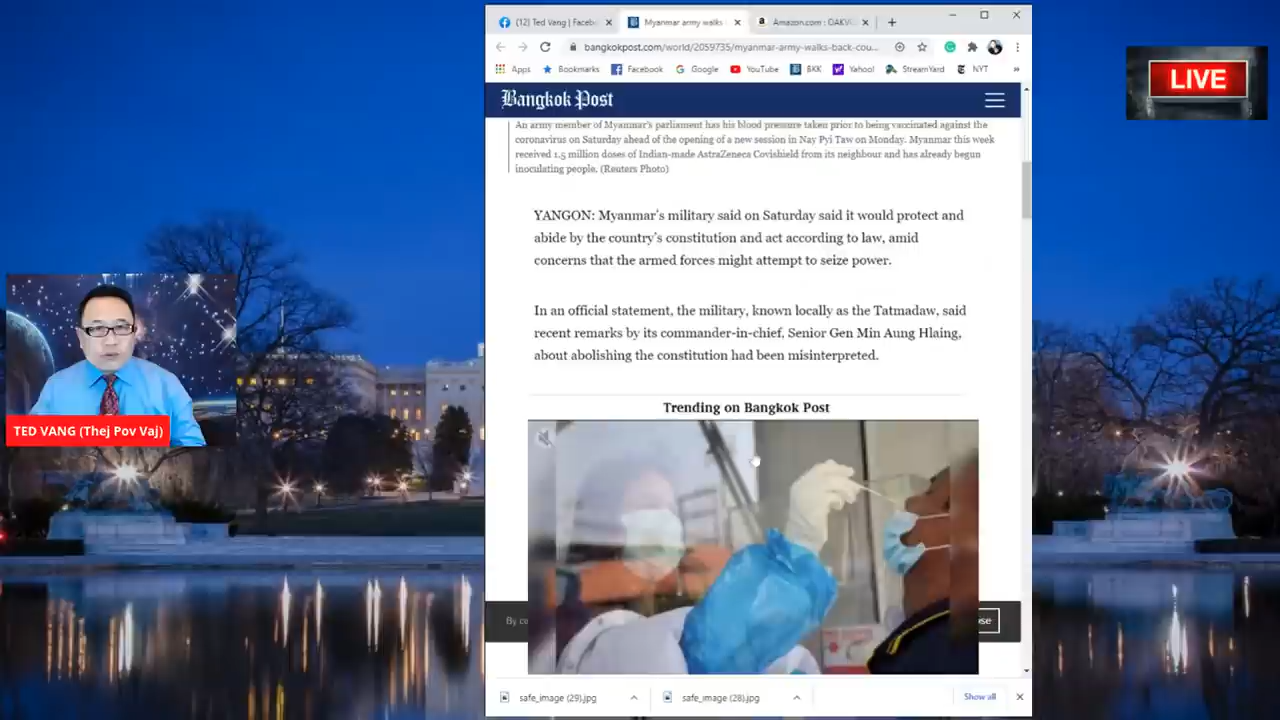 (12) Ted Vang | Facebo
Myanmar army walks
Amazon.com : OAKV
bangkokpost.com/world/2059735/myanmar-army-walks-back-cou...
Apps
Bookmarks
Facebook
Google
YouTube
BKK
Yahoo!
StreamYard
NYT
»
LIVE
Bangkok Post
An army member of Myanmar's parliament has his blood pressure taken prior to being vaccinated against the
coronavirus on Saturday ahead of the opening of a new session in Nay Pyi Taw on Monday. Myanmar this week
received 1.5 million doses of Indian-made AstraZeneca Covishield from its neighbour and has already begun
inoculating people. (Reuters Photo)
YANGON: Myanmar's military said on Saturday said it would protect and
abide by the country's constitution and act according to law, amid
concerns that the armed forces might attempt to seize power.
In an official statement, the military, known locally as the Tatmadaw, said
recent remarks by its commander-in-chief, Senior Gen Min Aung Hlaing,
about abolishing the constitution had been misinterpreted.
TED VANG (Thej Pov Vaj)
Trending on Bangkok Post
By co
se
safe_image (29).jpg
safe_image (28).jpg
Show all